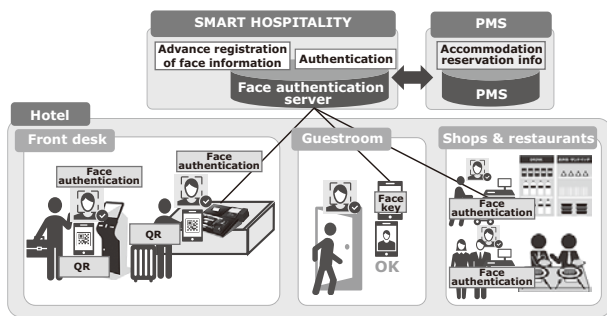 SMART HOSPITALITY
PMS
Advance registration
of face information
Authentication
Accommodation
reservation info
Face authentication
server
PMS
Hotel
Front desk
Guestroom
Shops & restaurants
Face
authentication
Face
authentication
QR
QR
Face
key
OK
Face
authentication
Face
authentication